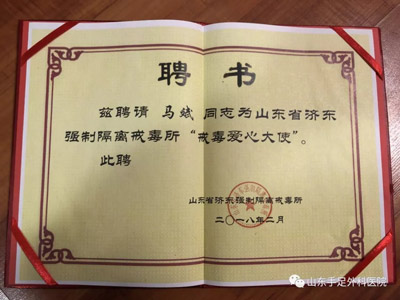 聘书
兹聘请 马斌 同志为山东省济东
强制隔离戒毒所“戒毒爱心大使”。
此聘
山东省济东强制隔离戒毒所
二〇一八年二月
山东手足外科医院